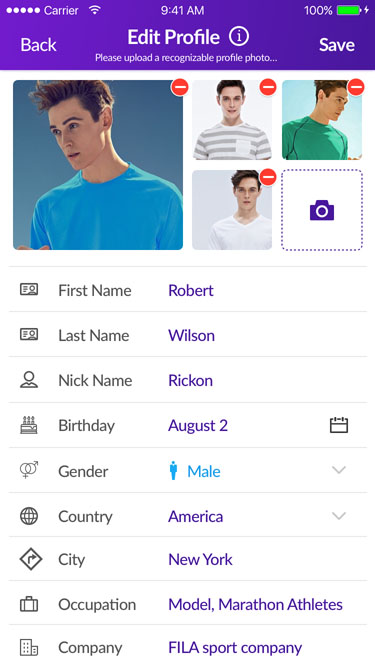 Carrier 9:41 AM 100%
Back Edit Profile Save
Please upload a recognizable profile photo...
First Name Robert
Last Name Wilson
Nick Name Rickon
Birthday August 2
Gender Male
Country America
City New York
Occupation Model, Marathon Athletes
Company FILA sport company